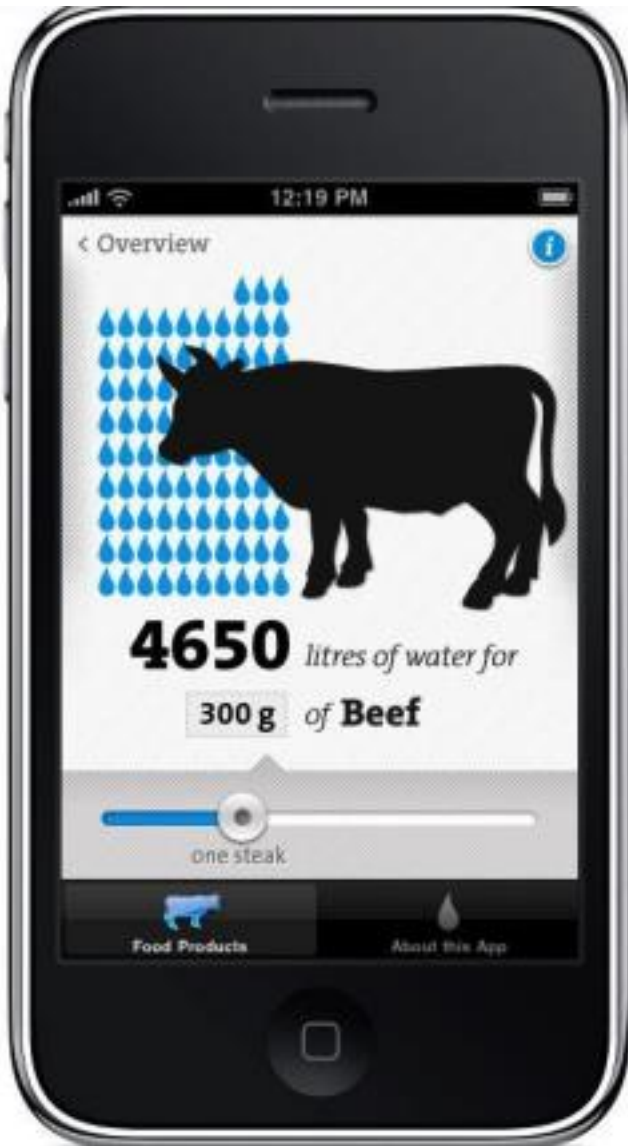 12:19 PM
< Overview
i
4650 litres of water for
300 g of Beef
one steak
Food Products
About this App